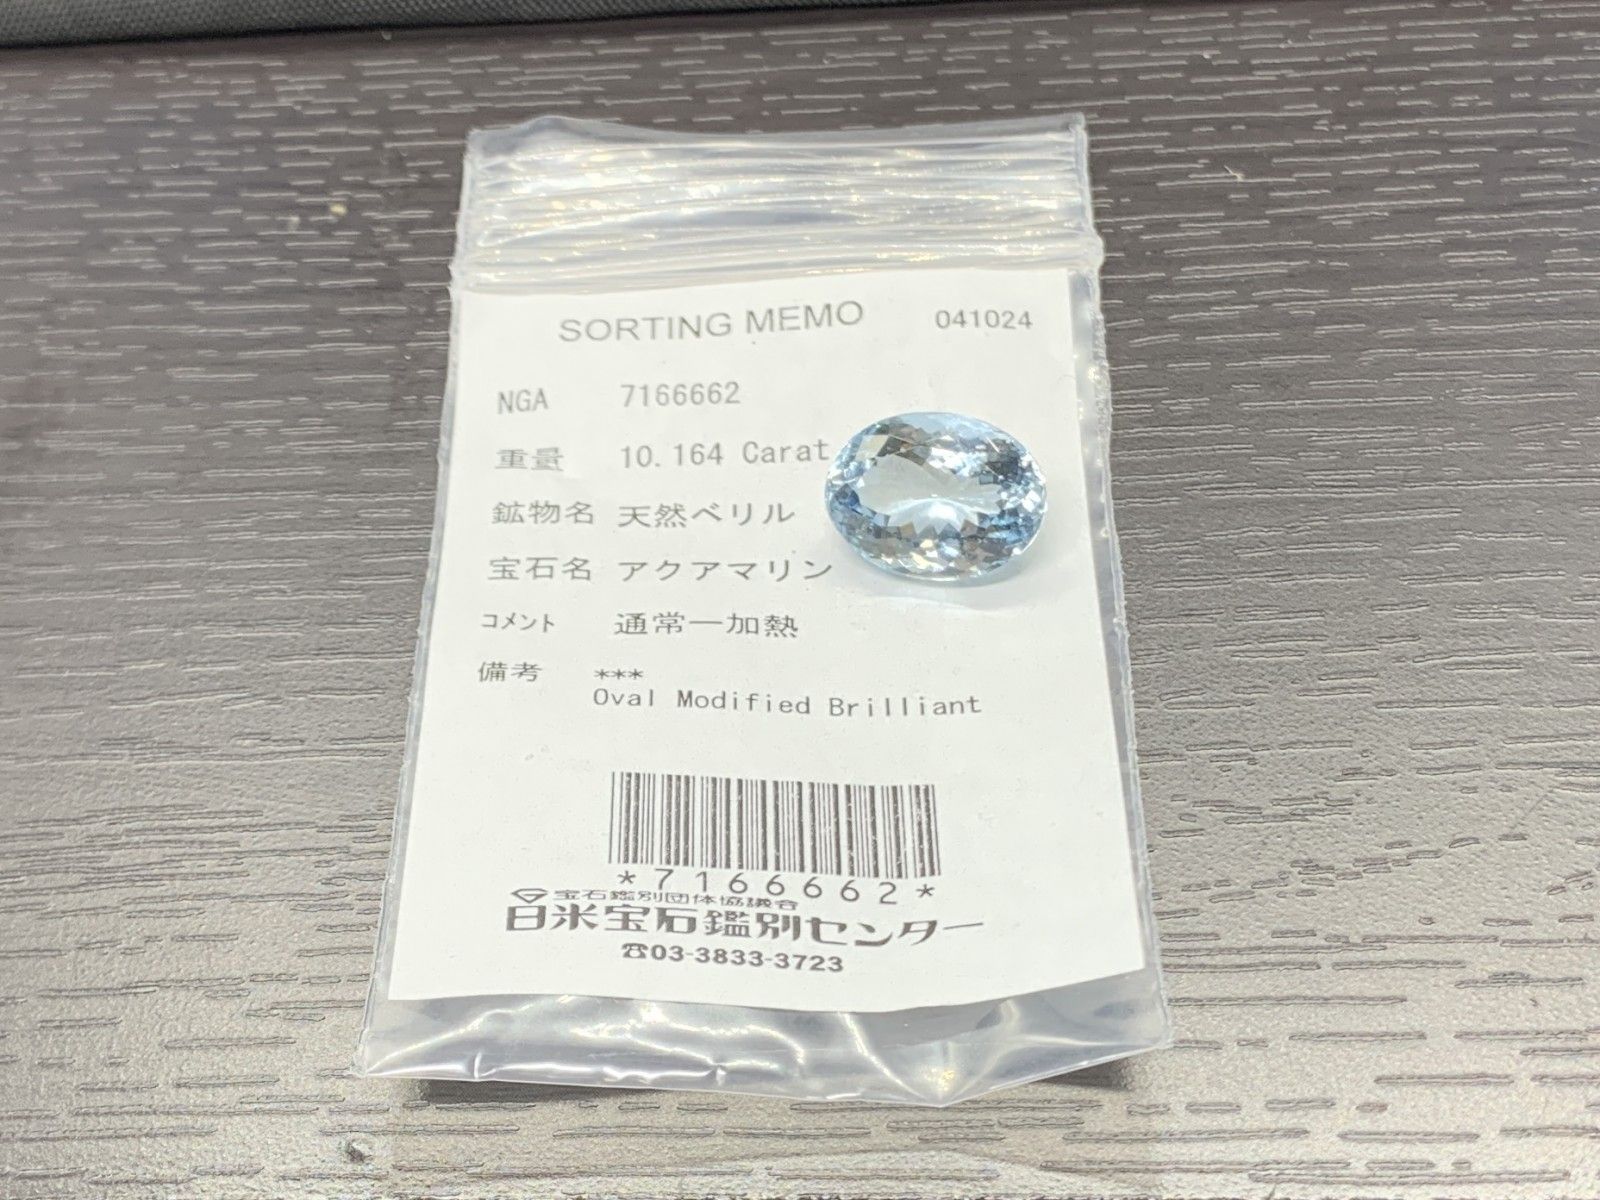 SORTING MEMO 041024
NGA 7166662
重量 10.164 Carat
鉱物名 天然ベリル
宝石名 アクアマリン
コメント 通常一加熱
備考 ***
Oval Modified Brilliant
*7166662*
宝石鑑別団体協議会
日米宝石鑑別センター
☎03-3833-3723